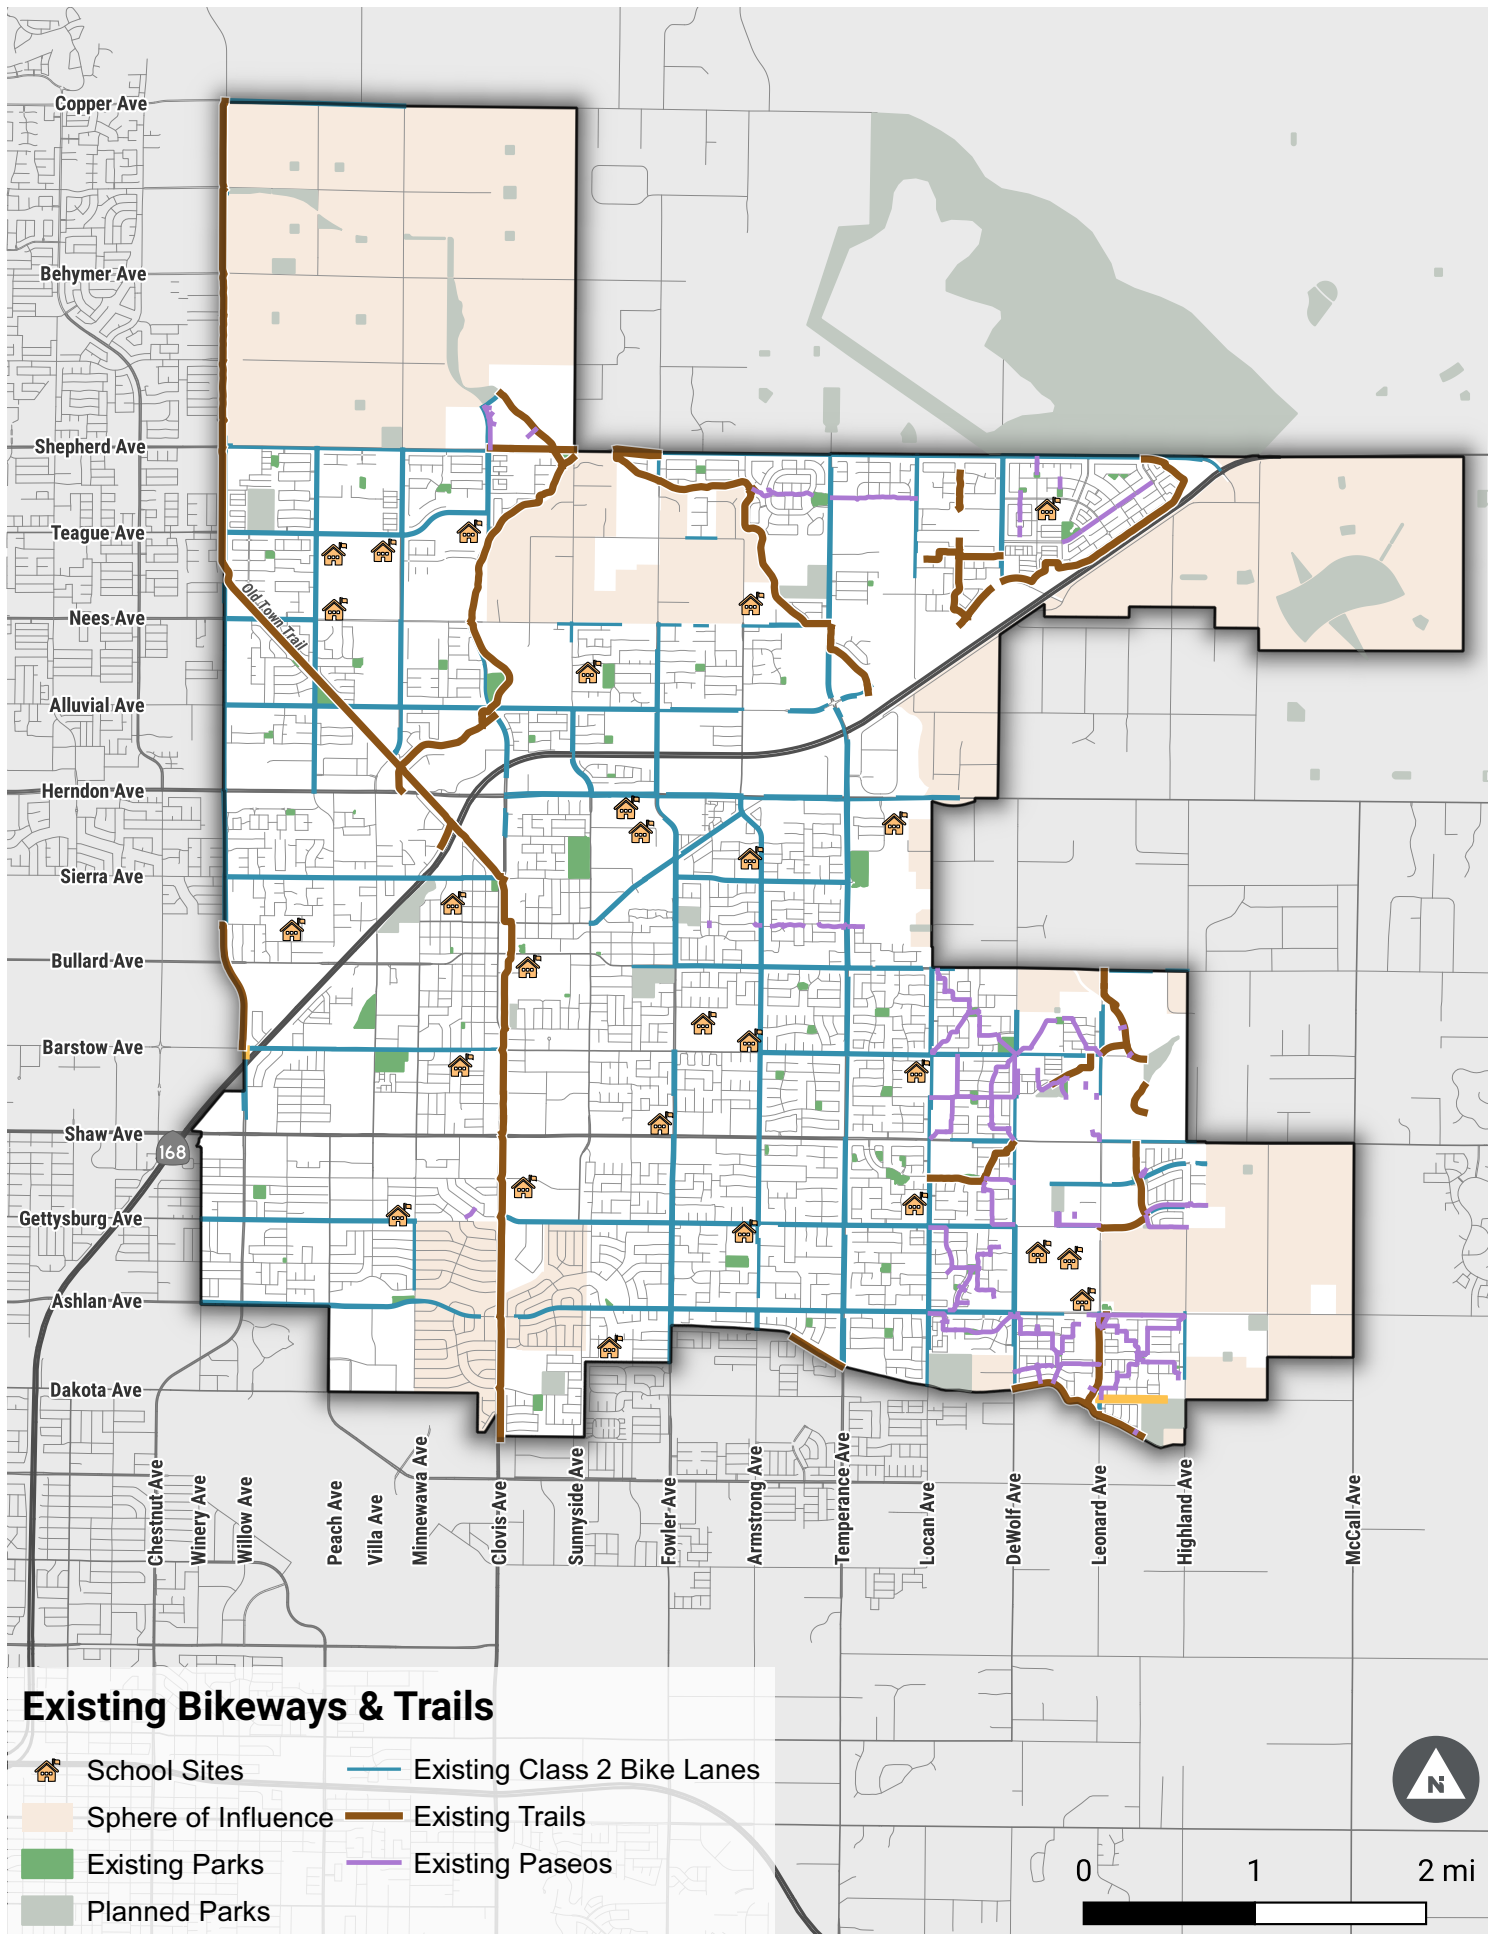 Copper Ave
Behymer Ave
Shepherd Ave
Teague Ave
Old Town Trail
Nees Ave
Alluvial Ave
Herndon Ave
Sierra Ave
Bullard Ave
Barstow Ave
Shaw Ave
168
Gettysburg Ave
Ashlan Ave
Dakota Ave
Chestnut Ave
Winery Ave
Willow Ave
Peach Ave
Villa Ave
Minnewawa Ave
Clovis Ave
Sunnyside Ave
Fowler Ave
Armstrong Ave
Temperance Ave
Locan Ave
DeWolf Ave
Leonard Ave
Highland Ave
McCall Ave
Existing Bikeways & Trails
School Sites
Existing Class 2 Bike Lanes
Sphere of Influence
Existing Trails
Existing Parks
Existing Paseos
Planned Parks
N
0 1 2 mi